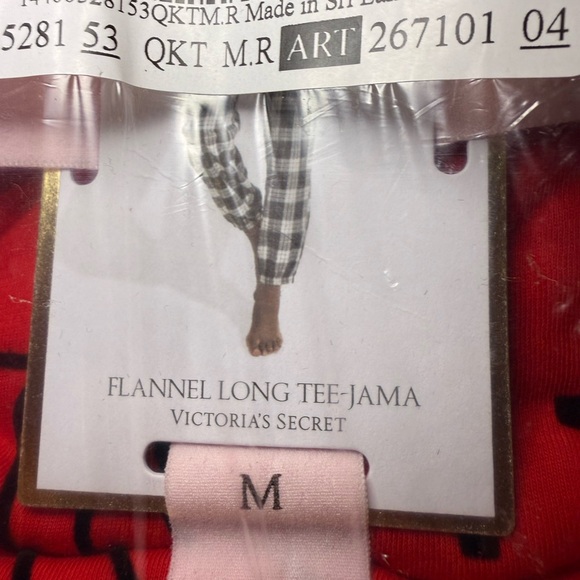 QKTM.R Made in
5281 53 QKT M.R ART 267101 04
FLANNEL LONG TEE-JAMA
VICTORIA'S SECRET
M